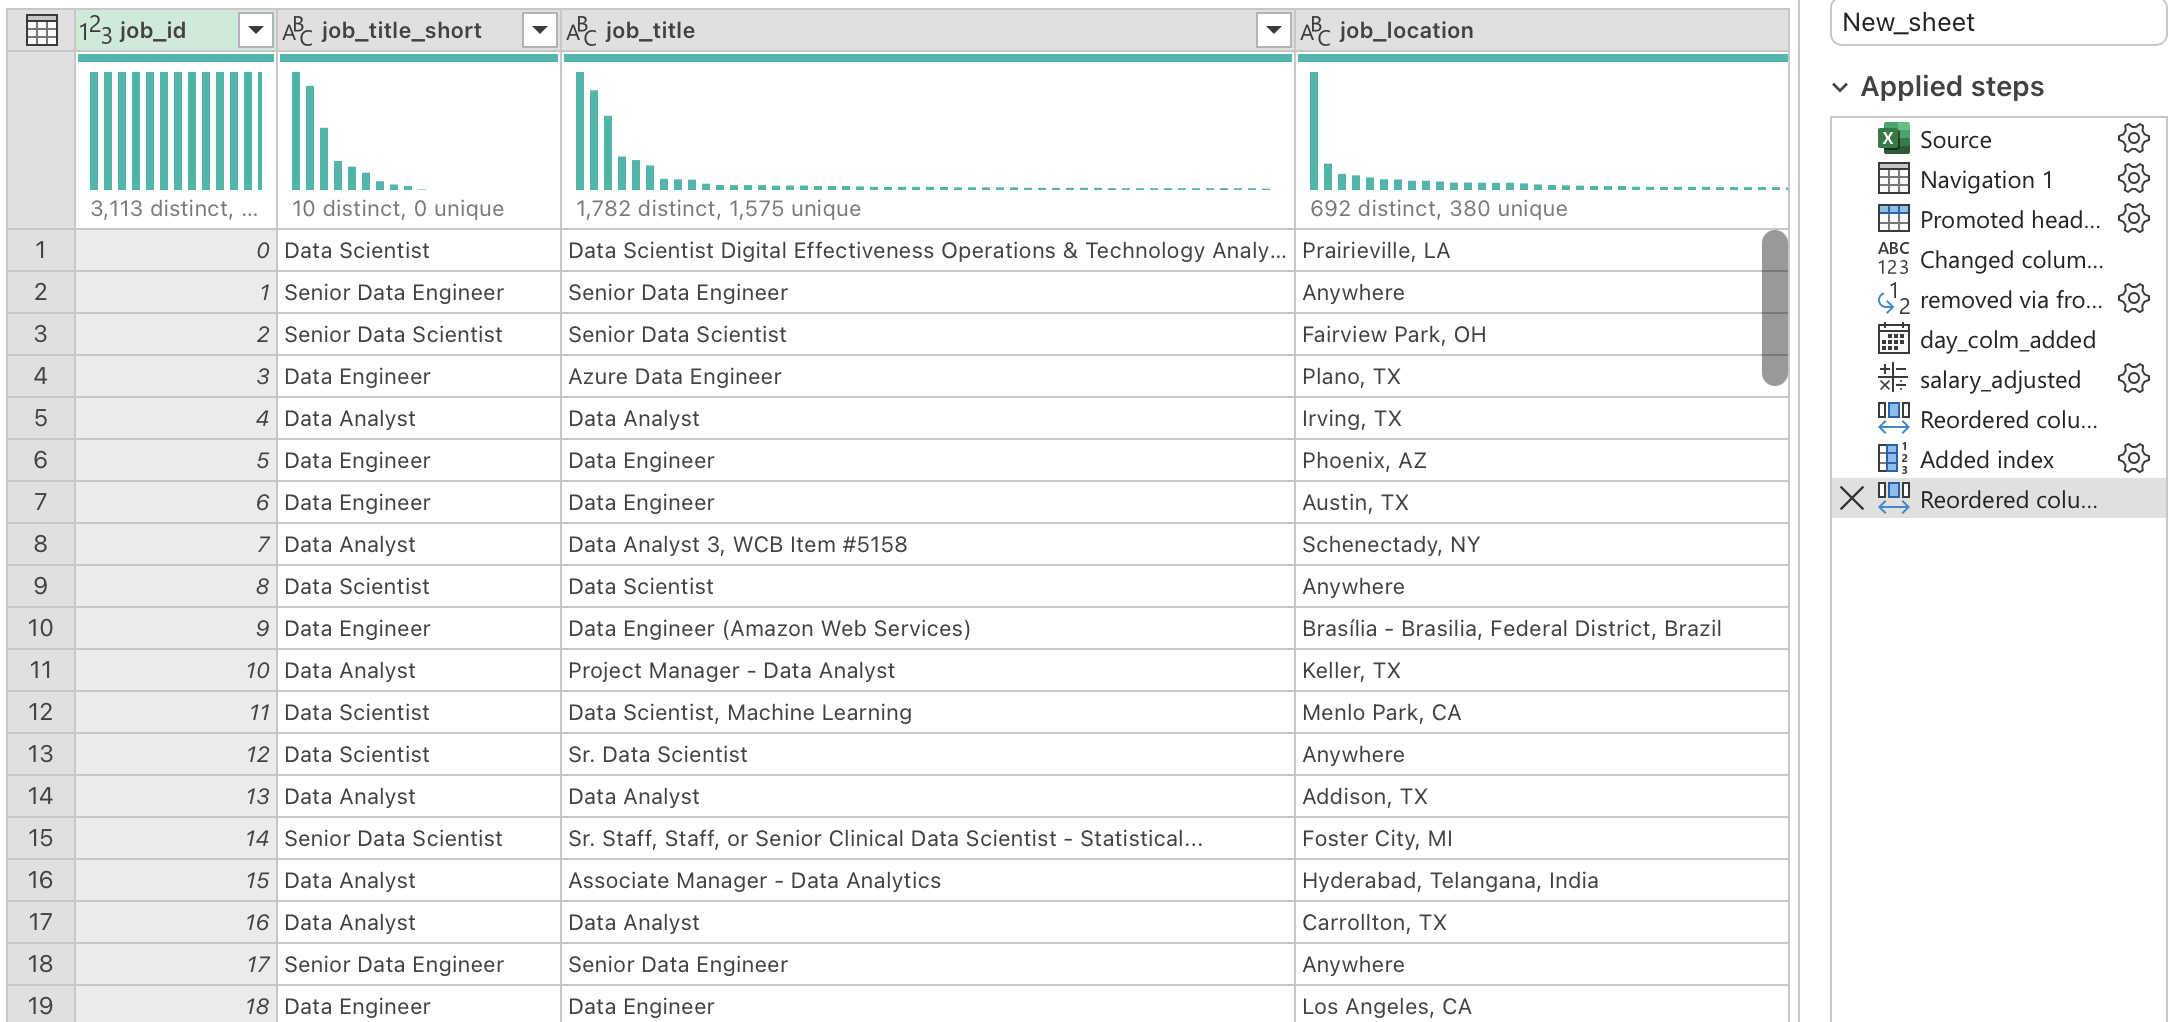 1²3 job_id ABC job_title_short ABC job_title ABC job_location
3,113 distinct, ... 10 distinct, 0 unique 1,782 distinct, 1,575 unique 692 distinct, 380 unique
1 0 Data Scientist Data Scientist Digital Effectiveness Operations & Technology Analy... Prairieville, LA
2 1 Senior Data Engineer Senior Data Engineer Anywhere
3 2 Senior Data Scientist Senior Data Scientist Fairview Park, OH
4 3 Data Engineer Azure Data Engineer Plano, TX
5 4 Data Analyst Data Analyst Irving, TX
6 5 Data Engineer Data Engineer Phoenix, AZ
7 6 Data Engineer Data Engineer Austin, TX
8 7 Data Analyst Data Analyst 3, WCB Item #5158 Schenectady, NY
9 8 Data Scientist Data Scientist Anywhere
10 9 Data Engineer Data Engineer (Amazon Web Services) Brasília - Brasilia, Federal District, Brazil
11 10 Data Analyst Project Manager - Data Analyst Keller, TX
12 11 Data Scientist Data Scientist, Machine Learning Menlo Park, CA
13 12 Data Scientist Sr. Data Scientist Anywhere
14 13 Data Analyst Data Analyst Addison, TX
15 14 Senior Data Scientist Sr. Staff, Staff, or Senior Clinical Data Scientist - Statistical... Foster City, MI
16 15 Data Analyst Associate Manager - Data Analytics Hyderabad, Telangana, India
17 16 Data Analyst Data Analyst Carrollton, TX
18 17 Senior Data Engineer Senior Data Engineer Anywhere
19 18 Data Engineer Data Engineer Los Angeles, CA
New_sheet
Applied steps
X Source
Navigation 1
Promoted head...
ABC 123 Changed colum...
1 2 removed via fro...
day_colm_added
salary_adjusted
Reordered colu...
1 2 3 Added index
Reordered colu...